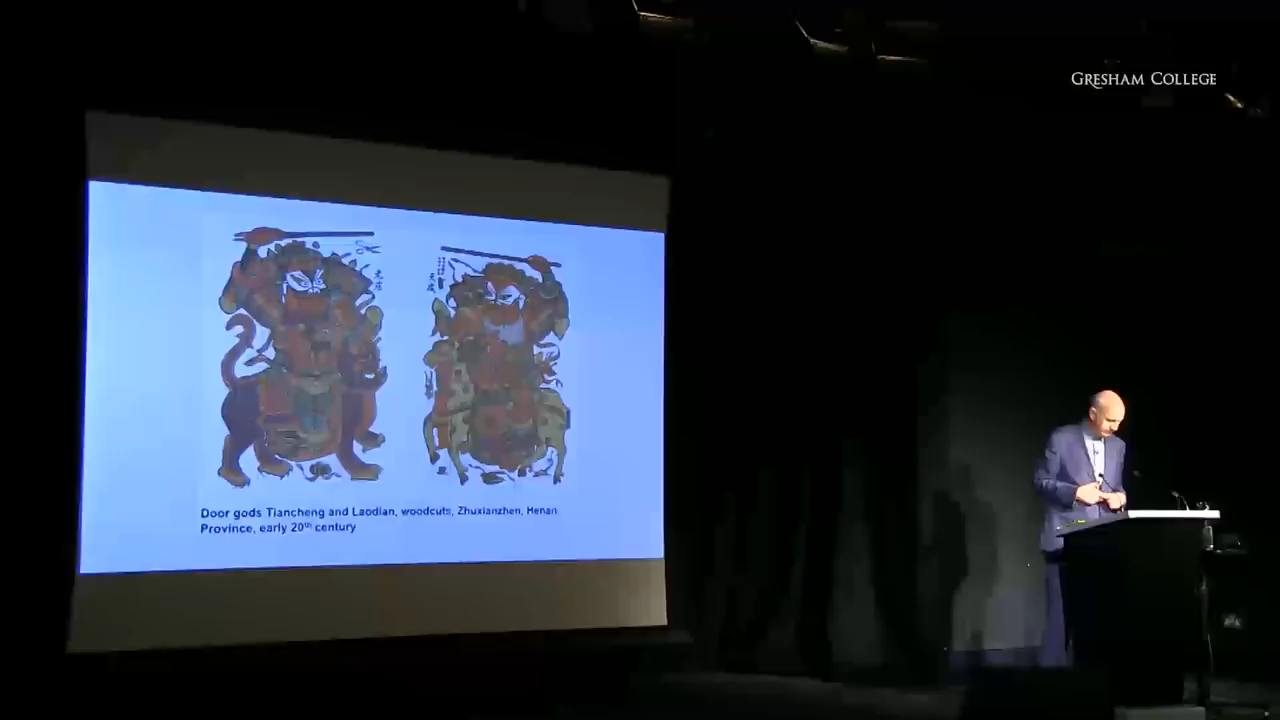 GRESHAM COLLEGE
Door gods Tiancheng and Laodian, woodcuts, Zhuxianzhen, Henan
Province, early 20th century